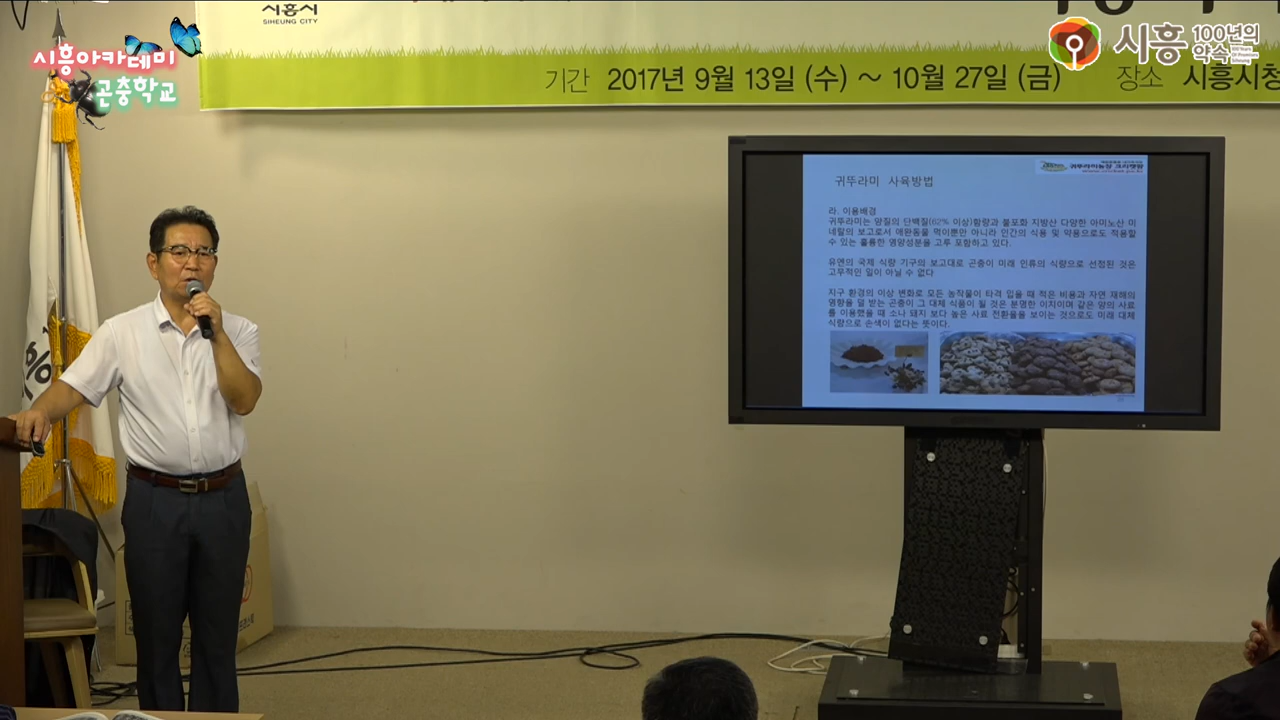 시흥시
SIHEUNG CITY
시흥아카데미
곤충학교
시흥 100년의 약속
기간 2017년 9월 13일 (수) ~ 10월 27일 (금) 장소 시흥시청
귀뚜라미 사육방법
라. 이용배경
귀뚜라미는 양질의 단백질(62% 이상)함량과 불포화 지방산 다양한 아미노산 미
네랄의 보고로서 애완동물 먹이뿐만 아니라 인간의 식용 및 약용으로도 적용할
수 있는 훌륭한 영양성분을 고루 포함하고 있다.
유엔의 국제 식량 기구의 보고대로 곤충이 미래 인류의 식량으로 선정된 것은
고무적인 일이 아닐 수 없다
지구 환경의 이상 변화로 모든 농작물이 타격 입을 때 적은 비용과 자연 재해의
영향을 덜 받는 곤충이 그 대체 식품이 될 것은 분명한 이치이며 같은 양의 사료
를 이용했을 때 소나 돼지 보다 높은 사료 전환율을 보이는 것으로도 미래 대체
식량으로 손색이 없다는 뜻이다.